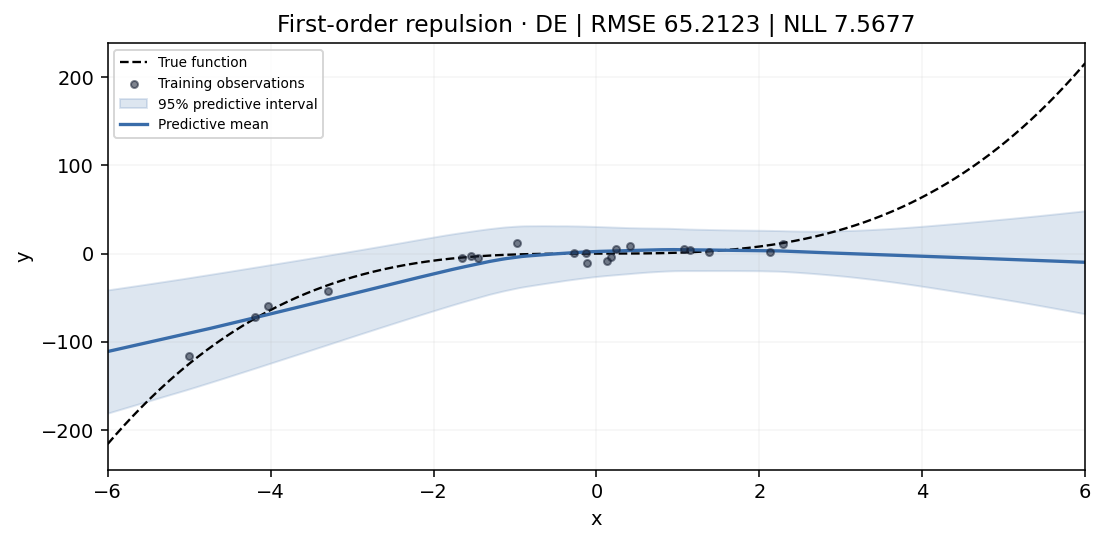 First-order repulsion · DE | RMSE 65.2123 | NLL 7.5677
True function
Training observations
95% predictive interval
Predictive mean
y
200
100
0
−100
−200
−6
−4
−2
0
2
4
6
x